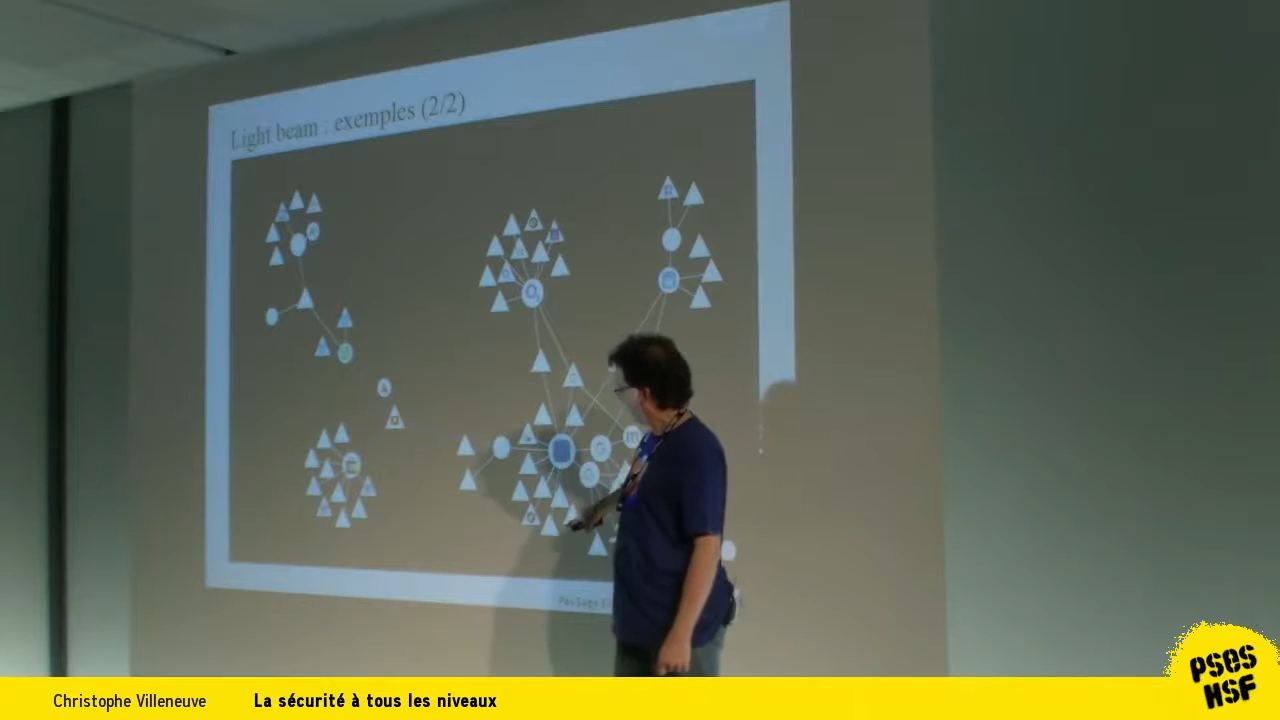 Light beam : exemples (2/2)
Christophe Villeneuve
La sécurité à tous les niveaux
PSES
HSF